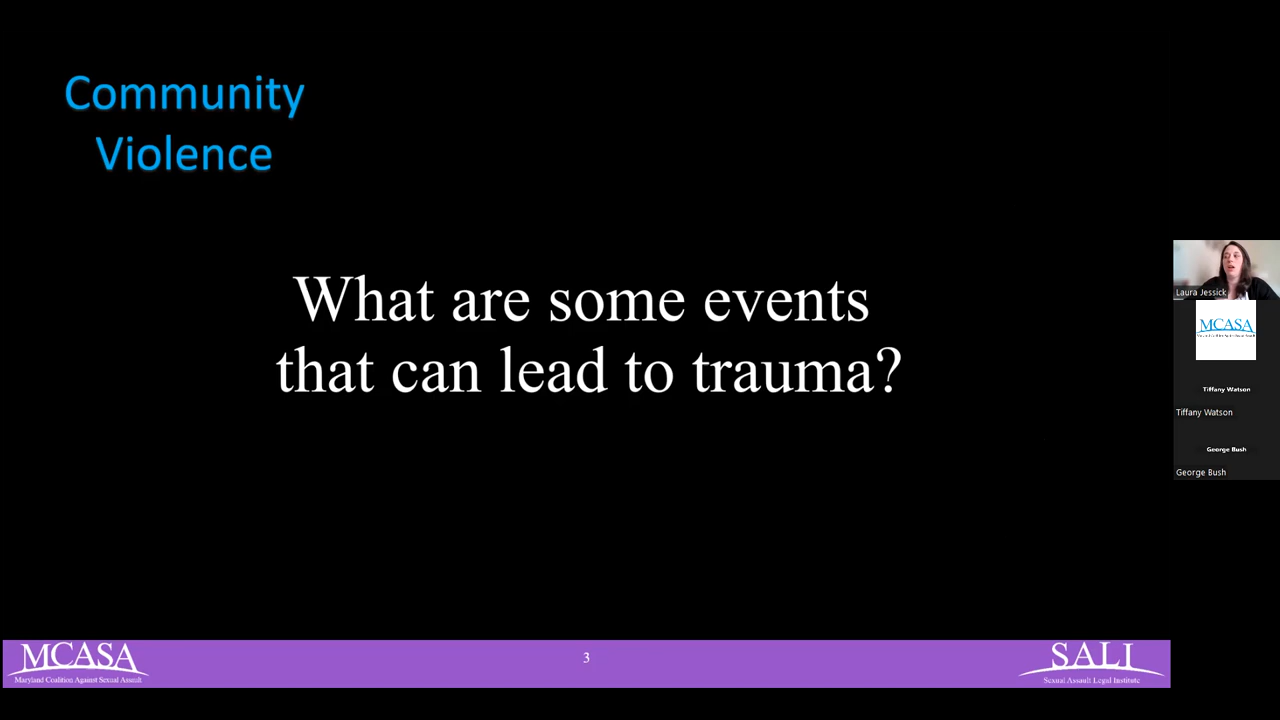 Community
Violence
What are some events
that can lead to trauma?
Laura Jessick
MCASA
Tiffany Watson
Tiffany Watson
George Bush
George Bush
MCASA
Maryland Coalition Against Sexual Assault
3
SALI
Sexual Assault Legal Institute